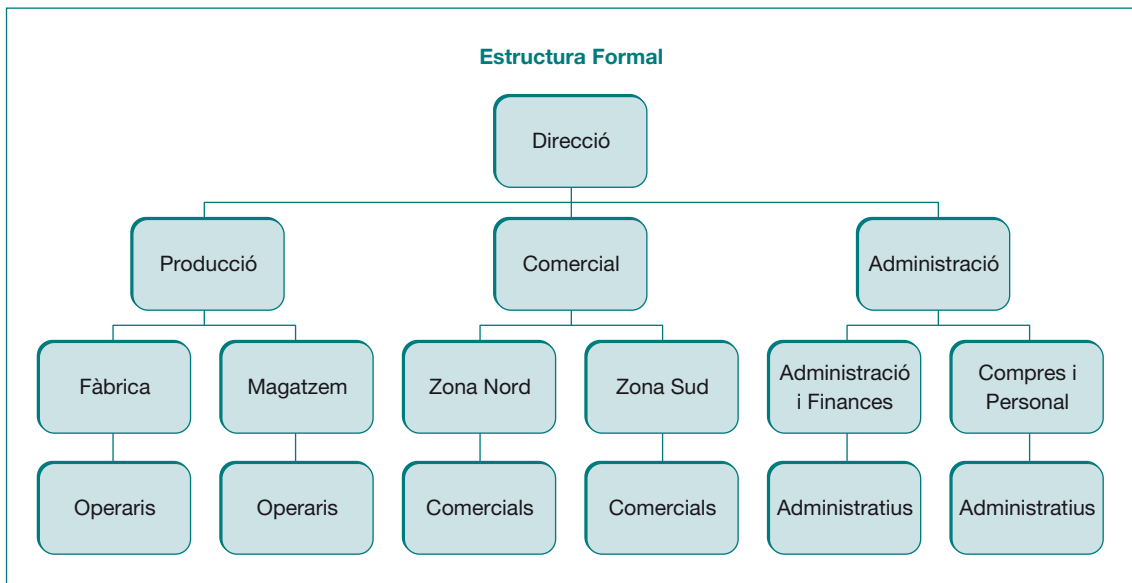 Estructura Formal
Direcció
Producció
Comercial
Administració
Fàbrica
Magatzem
Zona Nord
Zona Sud
Administració
i Finances
Compres i
Personal
Operaris
Operaris
Comercials
Comercials
Administratius
Administratius